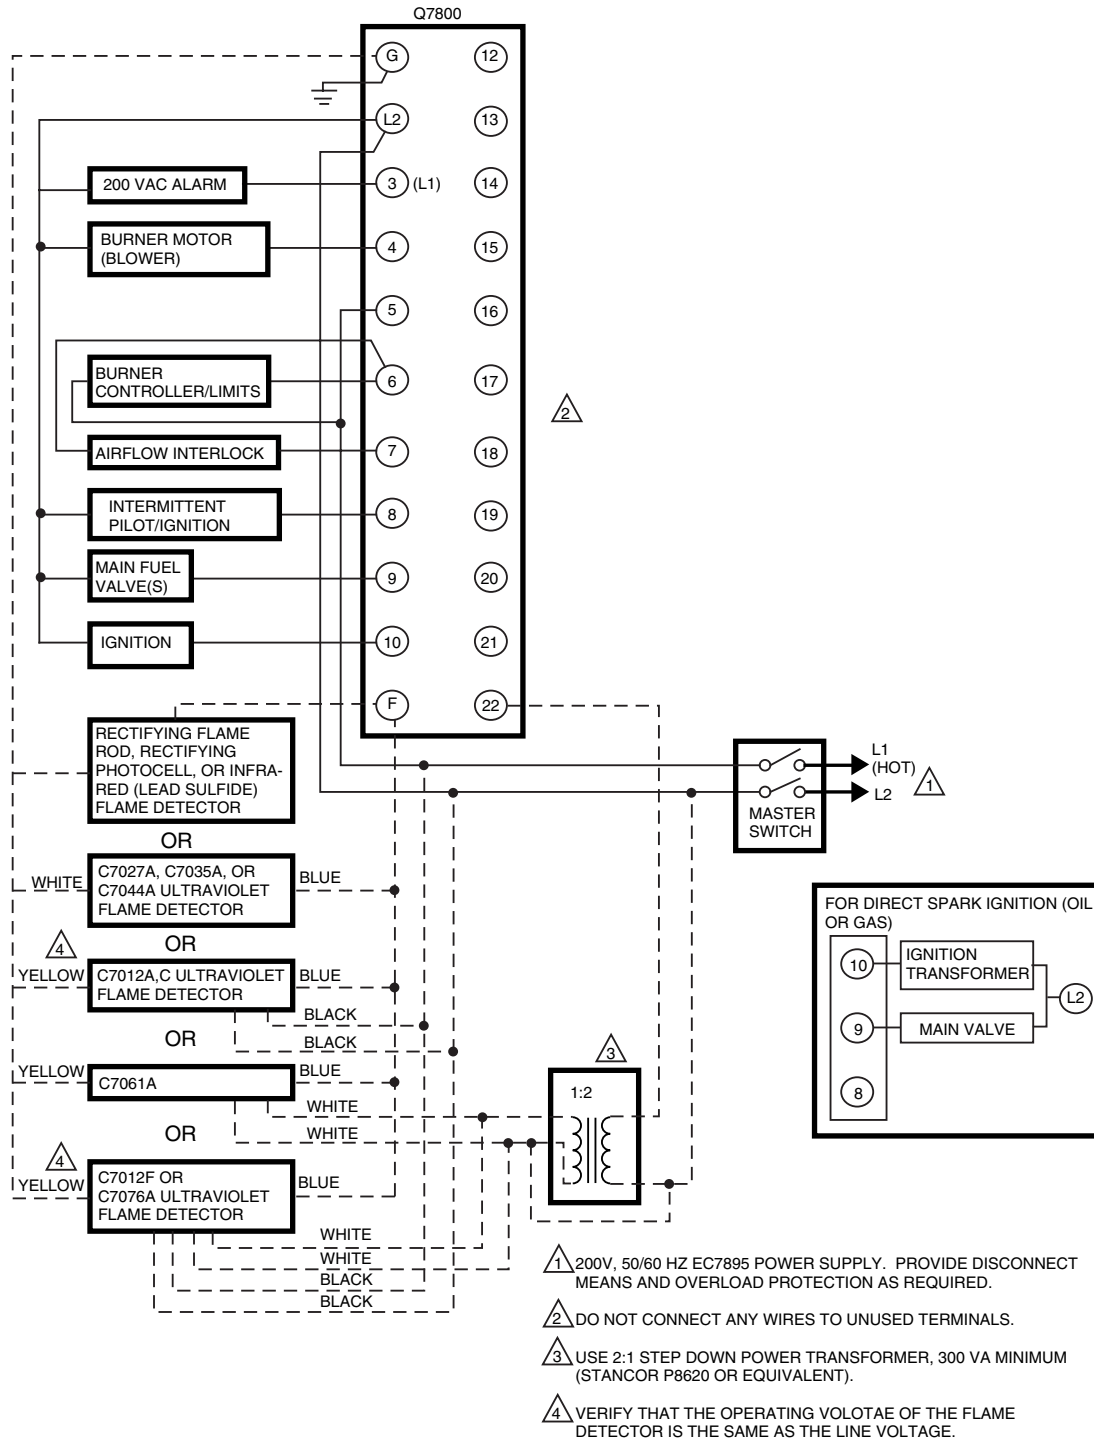 Q7800
G
12
L2
13
200 VAC ALARM
3
(L1)
14
BURNER MOTOR
(BLOWER)
4
15
5
16
BURNER
CONTROLLER/LIMITS
6
17
2
AIRFLOW INTERLOCK
7
18
INTERMITTENT
PILOT/IGNITION
8
19
MAIN FUEL
VALVE(S)
9
20
IGNITION
10
21
F
22
RECTIFYING FLAME
ROD, RECTIFYING
PHOTOCELL, OR INFRA-
RED (LEAD SULFIDE)
FLAME DETECTOR
L1
(HOT)
L2
1
MASTER
SWITCH
OR
WHITE
C7027A, C7035A, OR
C7044A ULTRAVIOLET
FLAME DETECTOR
BLUE
OR
4
YELLOW
C7012A,C ULTRAVIOLET
FLAME DETECTOR
BLUE
BLACK
BLACK
OR
YELLOW
C7061A
BLUE
WHITE
WHITE
OR
3
1:2
4
YELLOW
C7012F OR
C7076A ULTRAVIOLET
FLAME DETECTOR
BLUE
WHITE
WHITE
BLACK
BLACK
FOR DIRECT SPARK IGNITION (OIL
OR GAS)
10
IGNITION
TRANSFORMER
L2
9
MAIN VALVE
8
1 200V, 50/60 HZ EC7895 POWER SUPPLY. PROVIDE DISCONNECT
MEANS AND OVERLOAD PROTECTION AS REQUIRED.
2 DO NOT CONNECT ANY WIRES TO UNUSED TERMINALS.
3 USE 2:1 STEP DOWN POWER TRANSFORMER, 300 VA MINIMUM
(STANCOR P8620 OR EQUIVALENT).
4 VERIFY THAT THE OPERATING VOLOTAE OF THE FLAME
DETECTOR IS THE SAME AS THE LINE VOLTAGE.